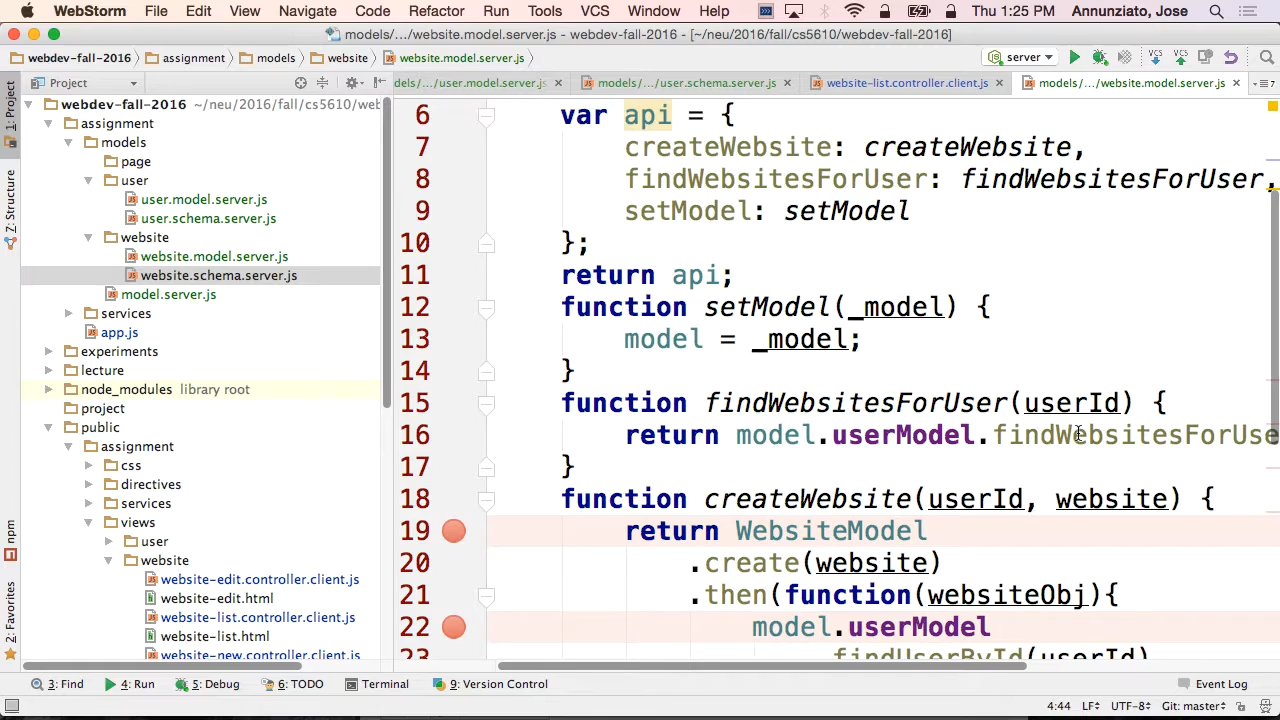 WebStorm File Edit View Navigate Code Refactor Run Tools VCS Window Help Thu 1:25 PM Annunziato, Jose
models/.../website.model.server.js - webdev-fall-2016 - [~/neu/2016/fall/cs5610/webdev-fall-2016]
webdev-fall-2016 assignment models website website.model.server.js server VCS VCS
Project dels/.../user.model.server.js models/.../user.schema.server.js website-list.controller.client.js models/.../website.model.server.js
1: Project
Z: Structure
npm
2: Favorites
webdev-fall-2016 ~/neu/2016/fall/cs5610/web
assignment
models
page
user
user.model.server.js
user.schema.server.js
website
website.model.server.js
website.schema.server.js
model.server.js
services
app.js
experiments
lecture
node_modules library root
project
public
assignment
css
directives
services
views
user
website
website-edit.controller.client.js
website-edit.html
website-list.controller.client.js
website-list.html
website-new.controller.client.js
6 var api = {
7 createWebsite: createWebsite,
8 findWebsitesForUser: findWebsitesForUser,
9 setModel: setModel
10 };
11 return api;
12 function setModel(_model) {
13 model = _model;
14 }
15 function findWebsitesForUser(userId) {
16 return model.userModel.findWebsitesForUse
17 }
18 function createWebsite(userId, website) {
19 return WebsiteModel
20 .create(website)
21 .then(function(websiteObj){
22 model.userModel
23 .findUserById(userId)
3: Find 4: Run 5: Debug 6: TODO Terminal 9: Version Control Event Log
4:44 LF UTF-8 Git: master